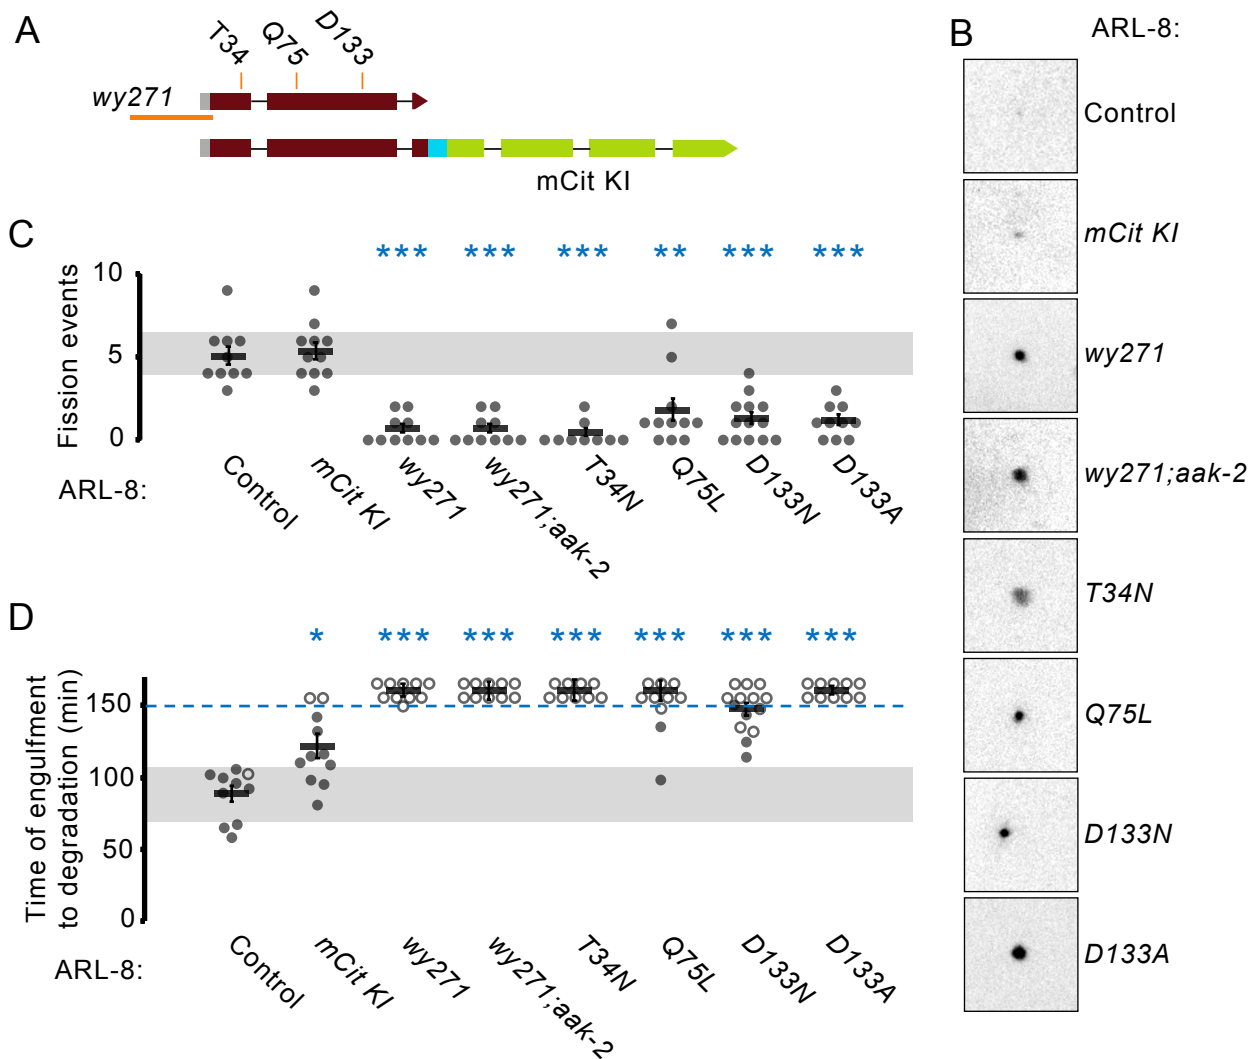 A
T34 Q75 D133
wy271
mCit KI
B
ARL-8:
Control
mCit KI
wy271
wy271;aak-2
T34N
Q75L
D133N
D133A
C
*** *** *** ** *** ***
Fission events
10
5
0
ARL-8:
Control mCit KI wy271 wy271;aak-2 T34N Q75L D133N D133A
D
* *** *** *** *** *** ***
Time of engulfment
to degradation (min)
150
100
50
0
ARL-8:
Control mCit KI wy271 wy271;aak-2 T34N Q75L D133N D133A